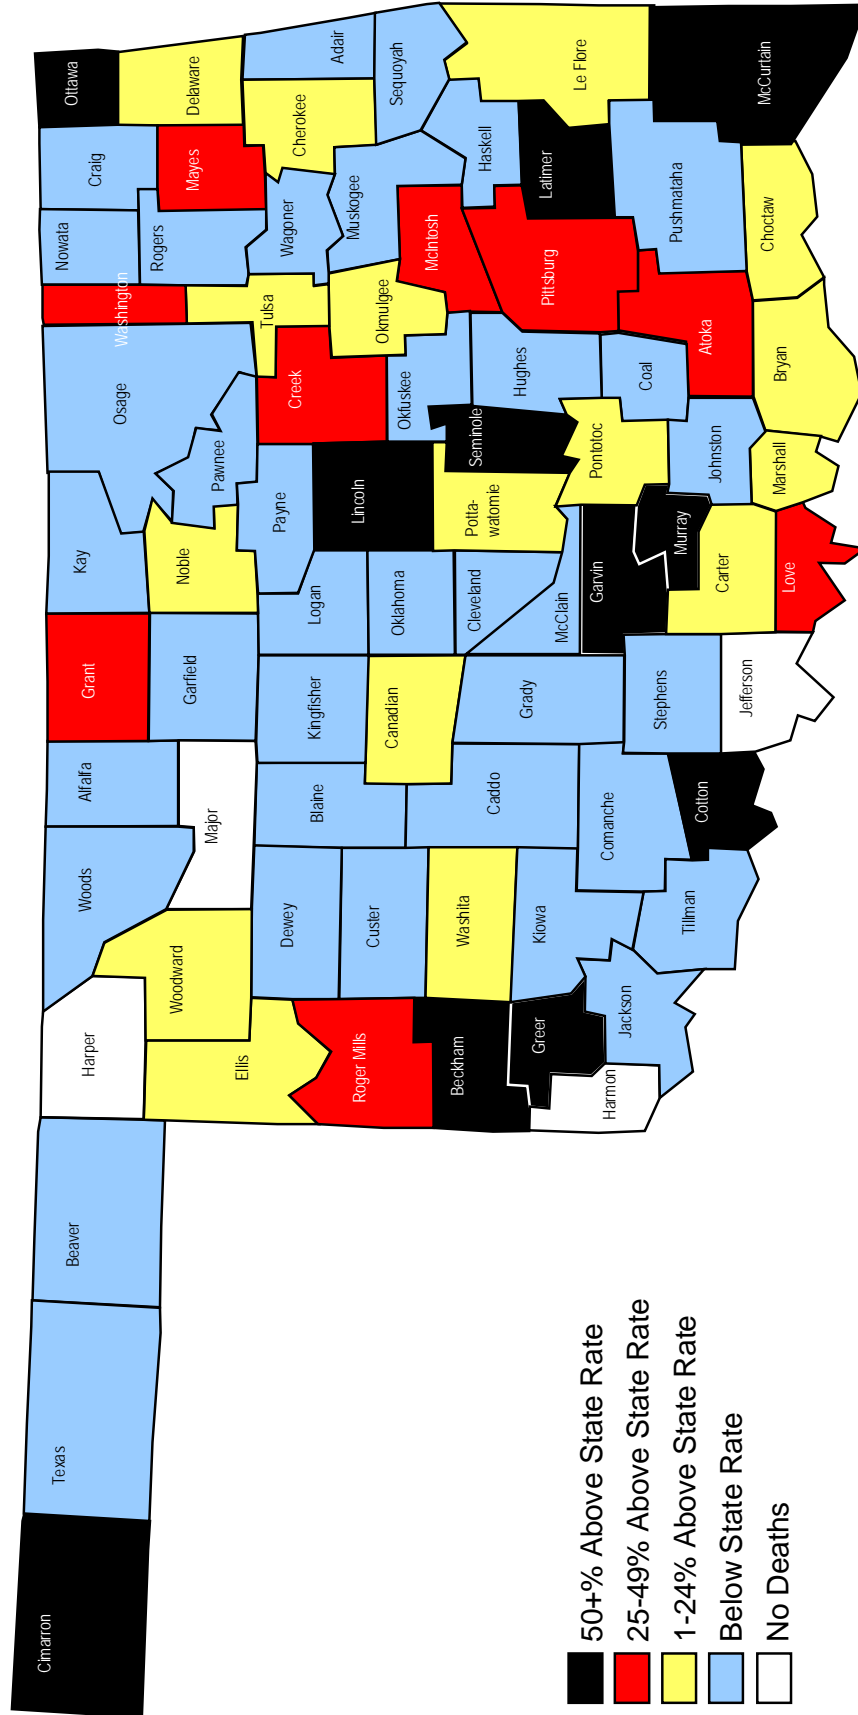 Cimarron
Texas
Beaver
Harper
Woods
Alfalfa
Grant
Kay
Osage
Washington
Nowata
Craig
Ottawa
Ellis
Woodward
Major
Garfield
Noble
Pawnee
Tulsa
Rogers
Mayes
Delaware
Roger Mills
Dewey
Blaine
Kingfisher
Logan
Payne
Creek
Wagoner
Cherokee
Adair
Beckham
Custer
Canadian
Oklahoma
Lincoln
Okfuskee
Okmulgee
Muskogee
Sequoyah
Washita
Caddo
Cleveland
Potta-
watomie
Seminole
McIntosh
Haskell
Greer
Kiowa
Grady
McClain
Hughes
Pittsburg
Latimer
Le Flore
Harmon
Jackson
Comanche
Stephens
Garvin
Pontotoc
Coal
Tillman
Cotton
Jefferson
Murray
Carter
Johnston
Atoka
Pushmataha
McCurtain
Love
Marshall
Bryan
Choctaw
50+% Above State Rate
25-49% Above State Rate
1-24% Above State Rate
Below State Rate
No Deaths